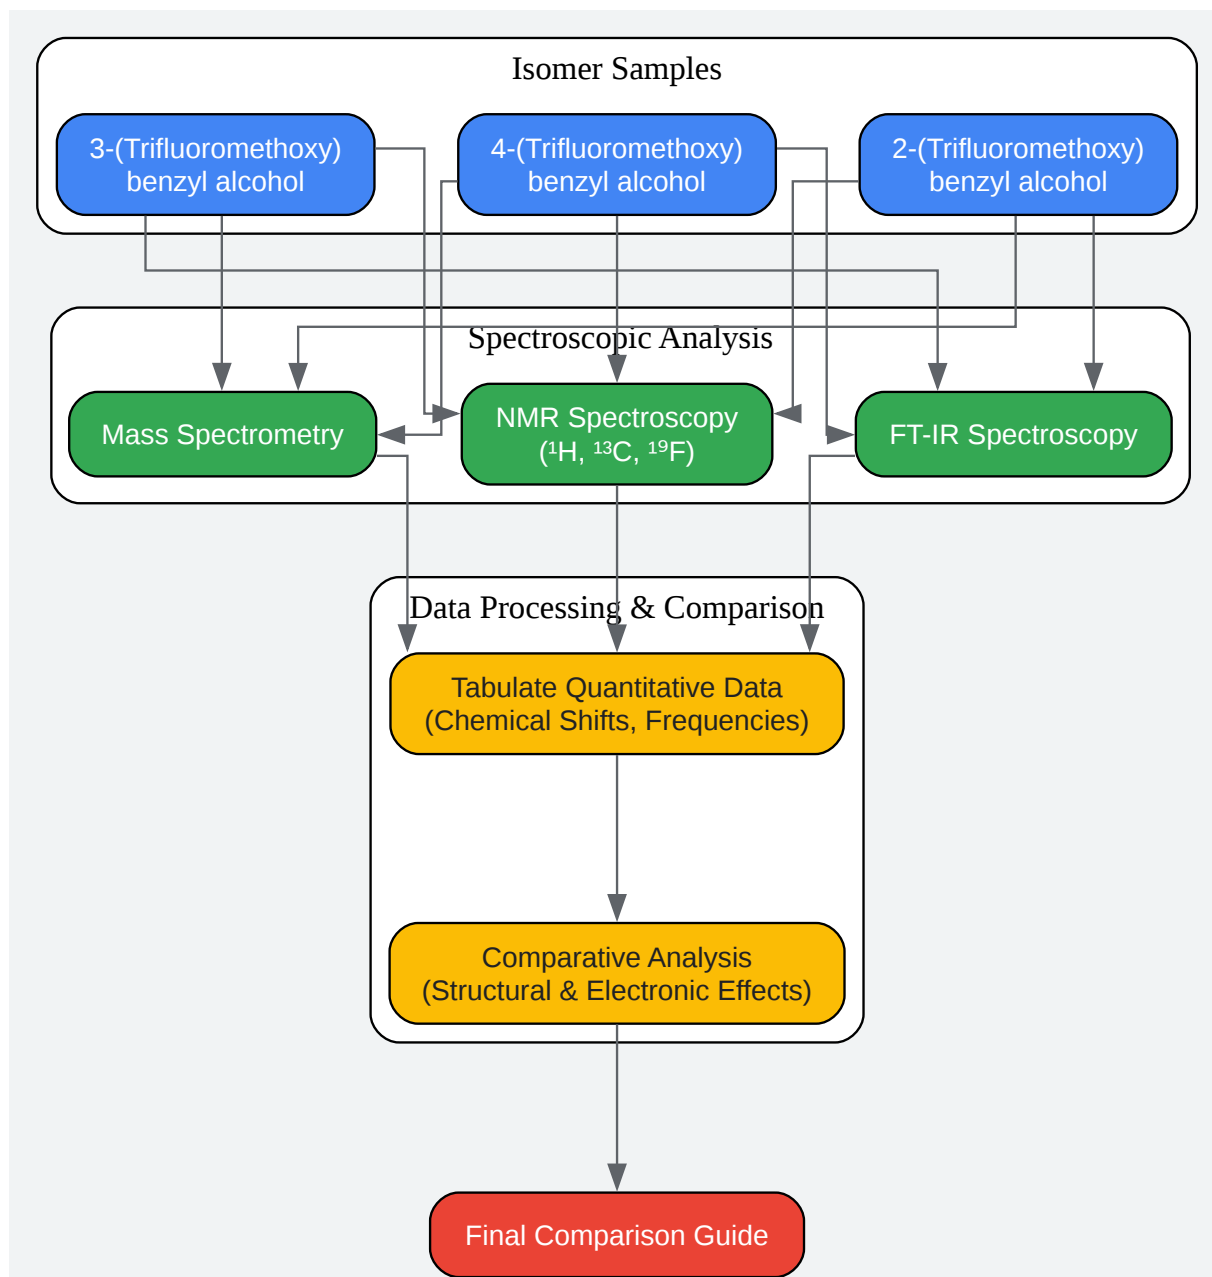 Isomer Samples
3-(Trifluoromethoxy)
benzyl alcohol
4-(Trifluoromethoxy)
benzyl alcohol
2-(Trifluoromethoxy)
benzyl alcohol
Spectroscopic Analysis
Mass Spectrometry
NMR Spectroscopy
(¹H, ¹³C, ¹⁹F)
FT-IR Spectroscopy
Data Processing & Comparison
Tabulate Quantitative Data
(Chemical Shifts, Frequencies)
Comparative Analysis
(Structural & Electronic Effects)
Final Comparison Guide